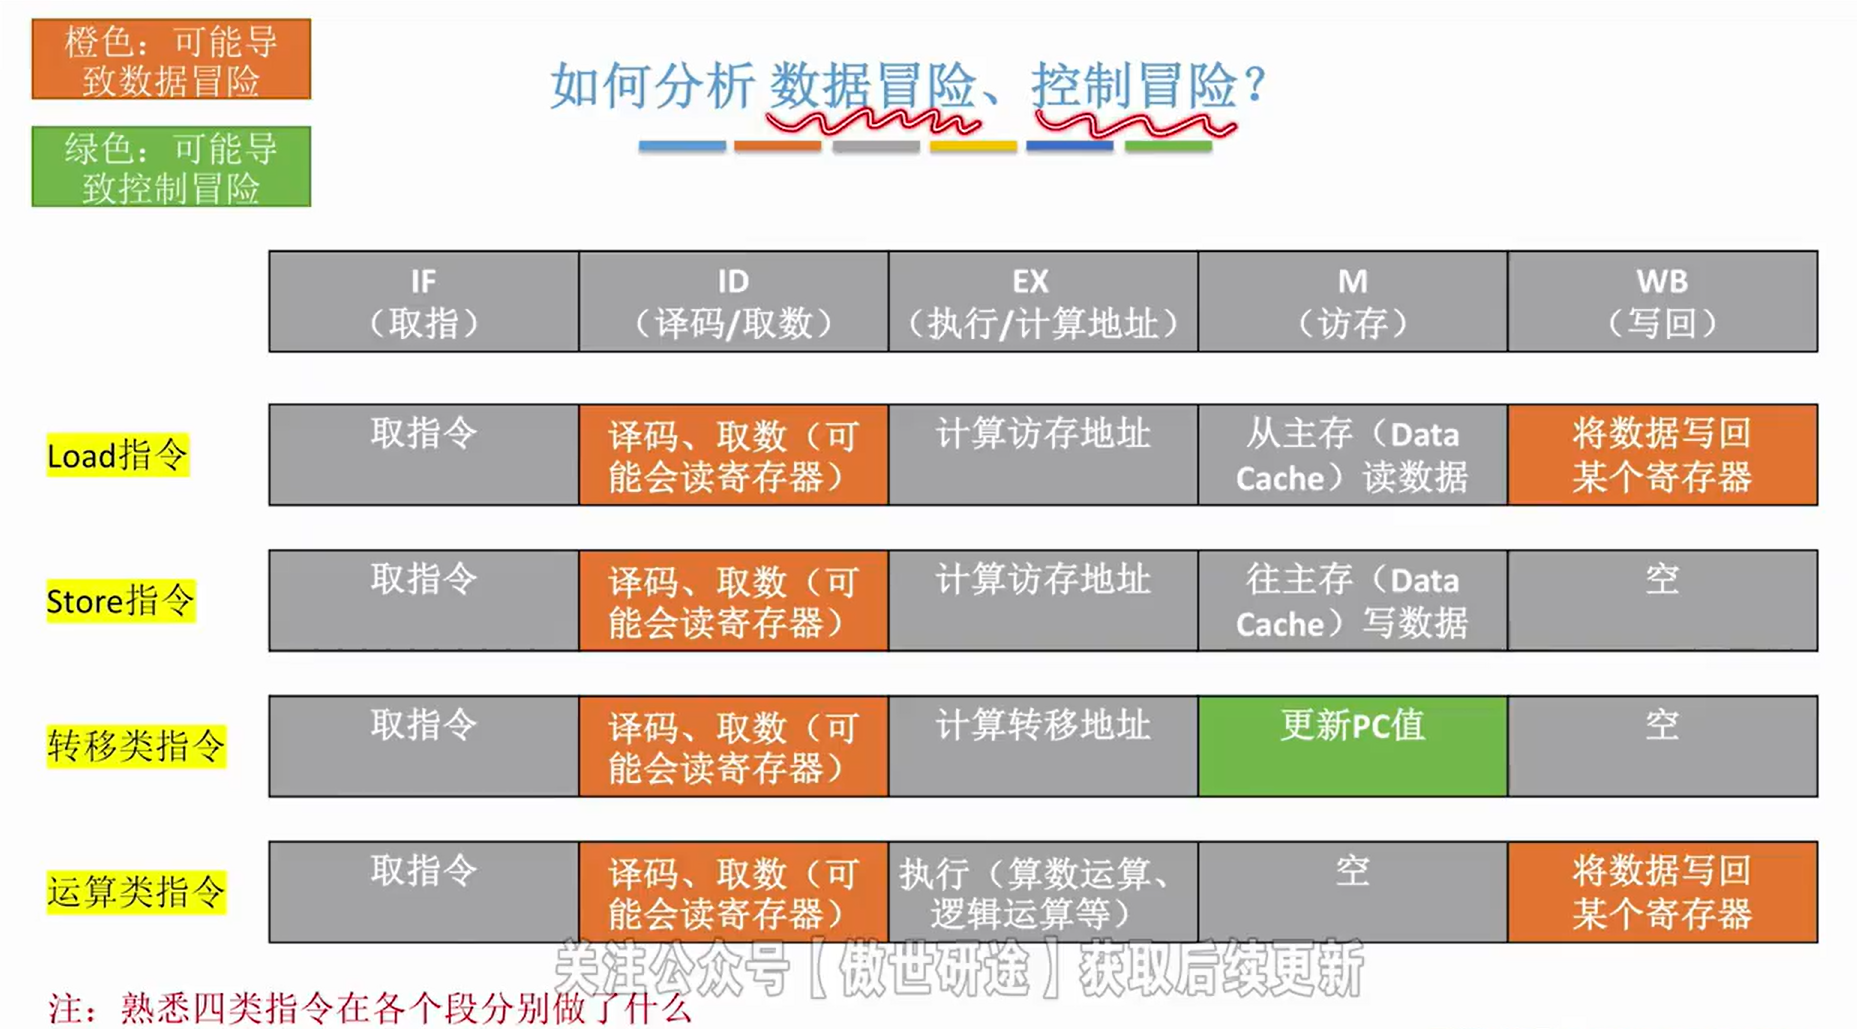 橙色：可能导
致数据冒险
绿色：可能导
致控制冒险
如何分析 数据冒险、控制冒险？
IF
（取指）
ID
（译码/取数）
EX
（执行/计算地址）
M
（访存）
WB
（写回）
Load指令
取指令
译码、取数（可
能会读寄存器）
计算访存地址
从主存（Data
Cache）读数据
将数据写回
某个寄存器
Store指令
取指令
译码、取数（可
能会读寄存器）
计算访存地址
往主存（Data
Cache）写数据
空
转移类指令
取指令
译码、取数（可
能会读寄存器）
计算转移地址
更新PC值
空
运算类指令
取指令
译码、取数（可
能会读寄存器）
执行（算数运算、
逻辑运算等）
空
将数据写回
某个寄存器
关注公众号【傲世研途】获取后续更新
注：熟悉四类指令在各个段分别做了什么